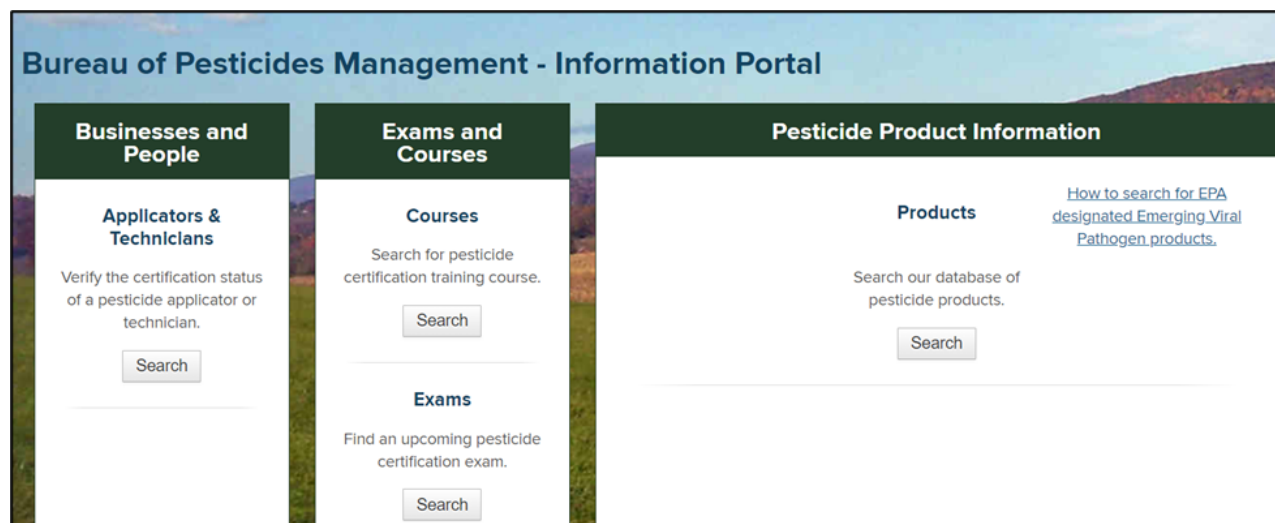 Bureau of Pesticides Management - Information Portal
Businesses and
People
Applicators &
Technicians
Verify the certification status
of a pesticide applicator or
technician.
Search
Exams and
Courses
Courses
Search for pesticide
certification training course.
Search
Exams
Find an upcoming pesticide
certification exam.
Search
Pesticide Product Information
Products
Search our database of
pesticide products.
Search
How to search for EPA
designated Emerging Viral
Pathogen products.